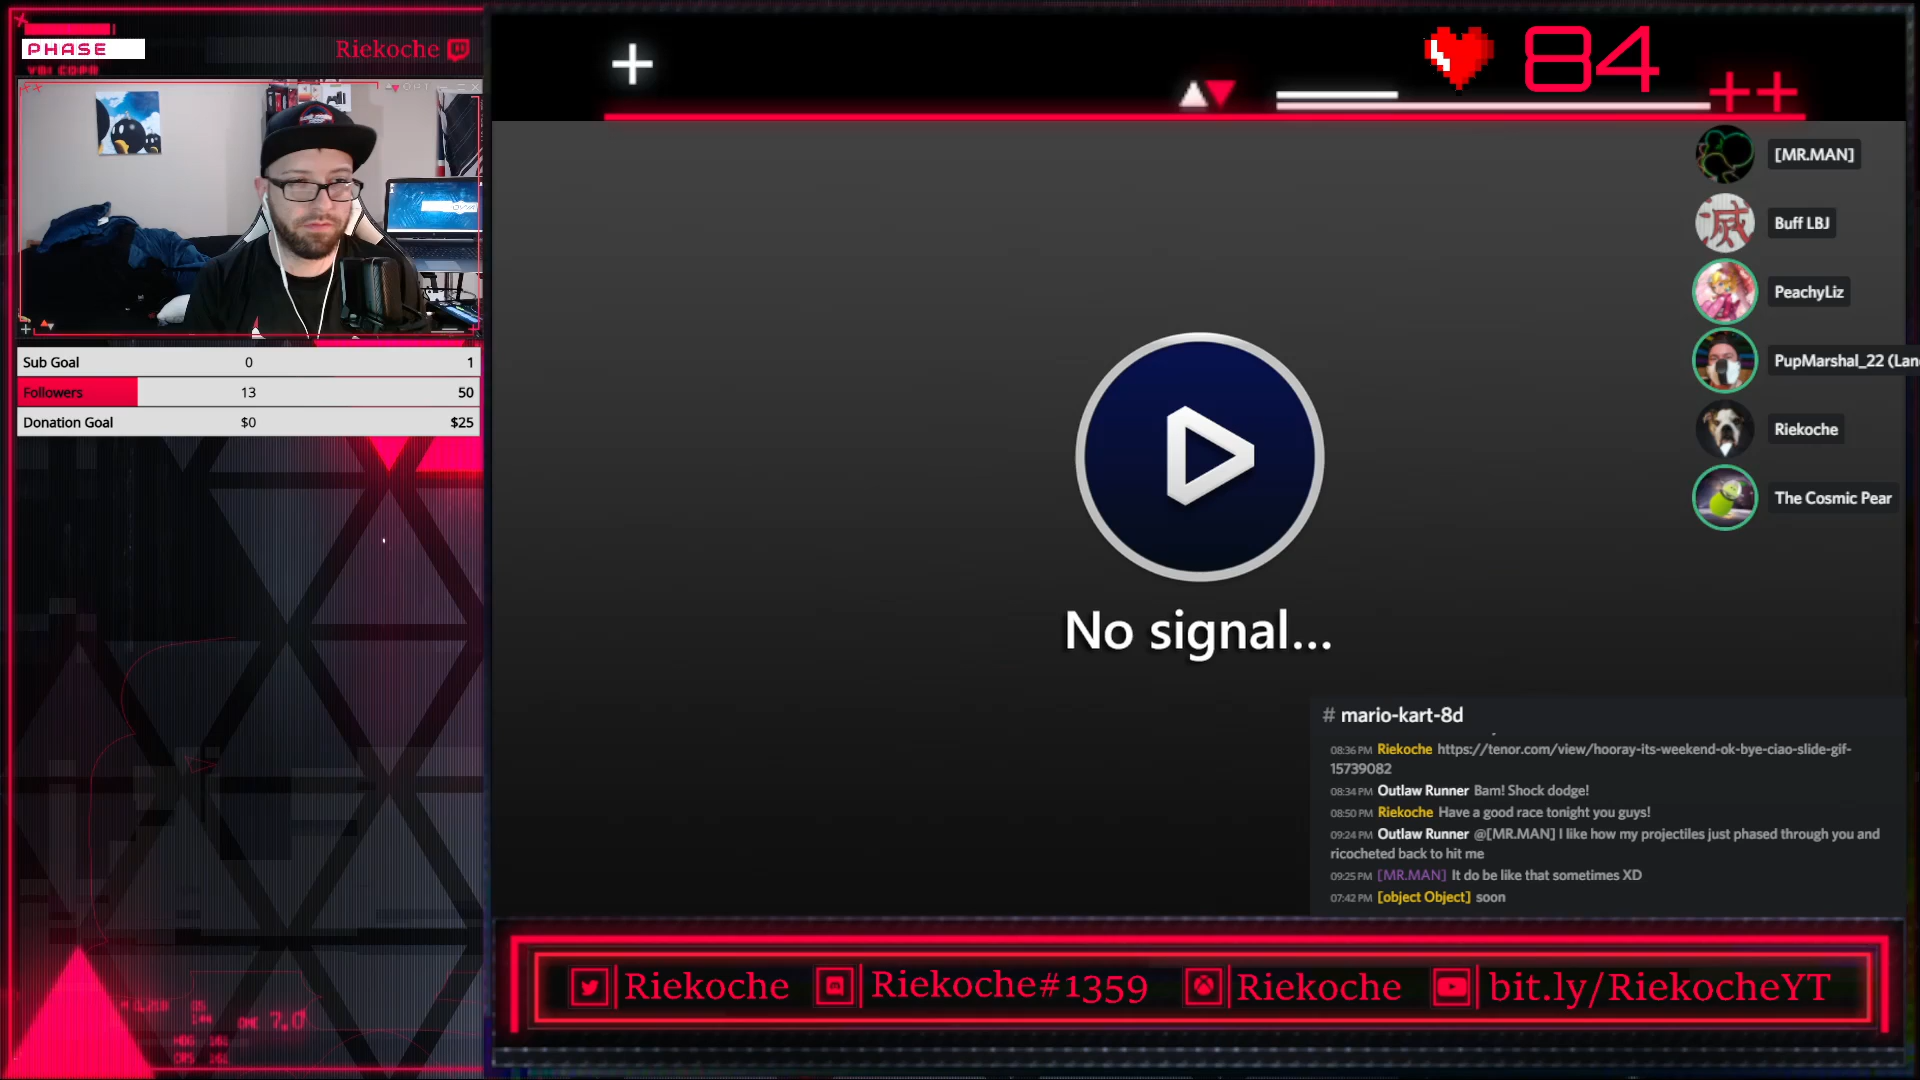 PHASE
Riekoche
84
[MR.MAN]
Buff LBJ
PeachyLiz
PupMarshal_22 (Lan
Riekoche
The Cosmic Pear
Sub Goal 0 1
Followers 13 50
Donation Goal $0 $25
No signal...
# mario-kart-8d
08:36 PM Riekoche https://tenor.com/view/hooray-its-weekend-ok-bye-ciao-slide-gif-
15739082
08:34 PM Outlaw Runner Bam! Shock dodge!
08:50 PM Riekoche Have a good race tonight you guys!
09:24 PM Outlaw Runner @[MR.MAN] I like how my projectiles just phased through you and
ricocheted back to hit me
09:25 PM [MR.MAN] It do be like that sometimes XD
07:42 PM [object Object] soon
7.0
Riekoche Riekoche#1359 Riekoche bit.ly/RiekocheYT